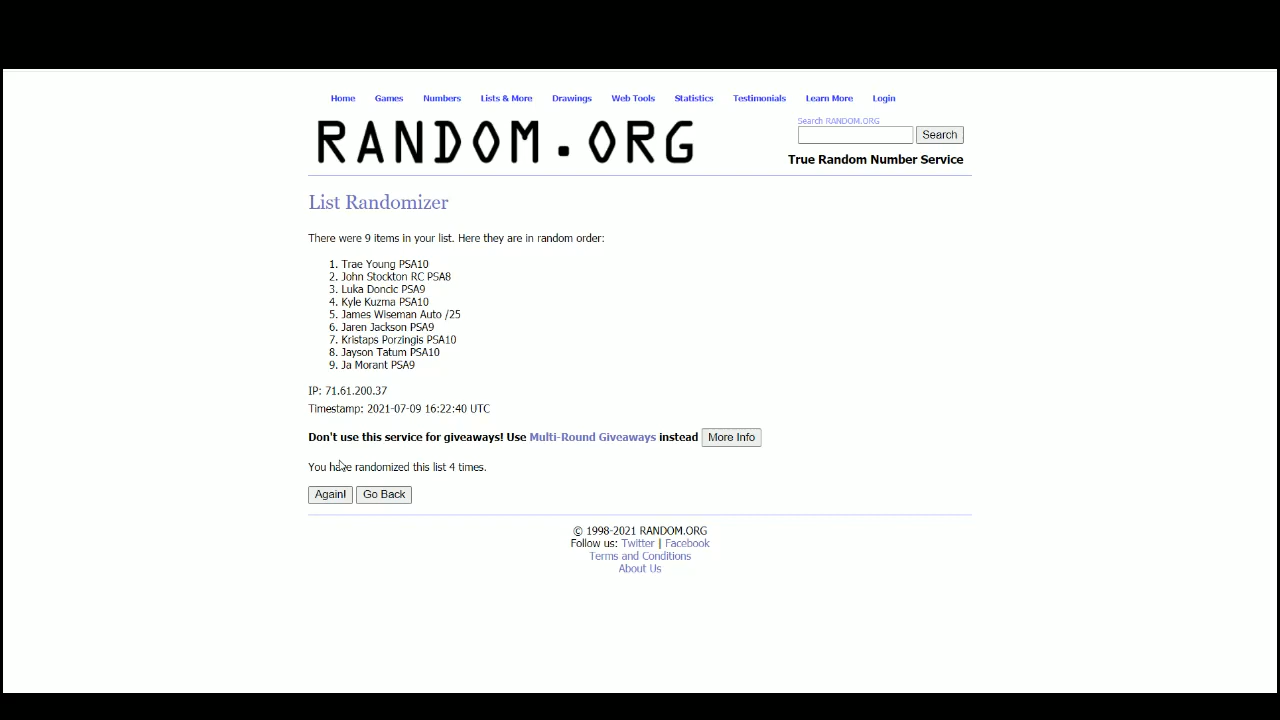 Home Games Numbers Lists & More Drawings Web Tools Statistics Testimonials Learn More Login
RANDOM.ORG
Search RANDOM.ORG
Search
True Random Number Service
List Randomizer
There were 9 items in your list. Here they are in random order:
1. Trae Young PSA10
2. John Stockton RC PSA8
3. Luka Doncic PSA9
4. Kyle Kuzma PSA10
5. James Wiseman Auto /25
6. Jaren Jackson PSA9
7. Kristaps Porzingis PSA10
8. Jayson Tatum PSA10
9. Ja Morant PSA9
IP: 71.61.200.37
Timestamp: 2021-07-09 16:22:40 UTC
Don't use this service for giveaways! Use Multi-Round Giveaways instead More Info
You have randomized this list 4 times.
Again! Go Back
© 1998-2021 RANDOM.ORG
Follow us: Twitter | Facebook
Terms and Conditions
About Us